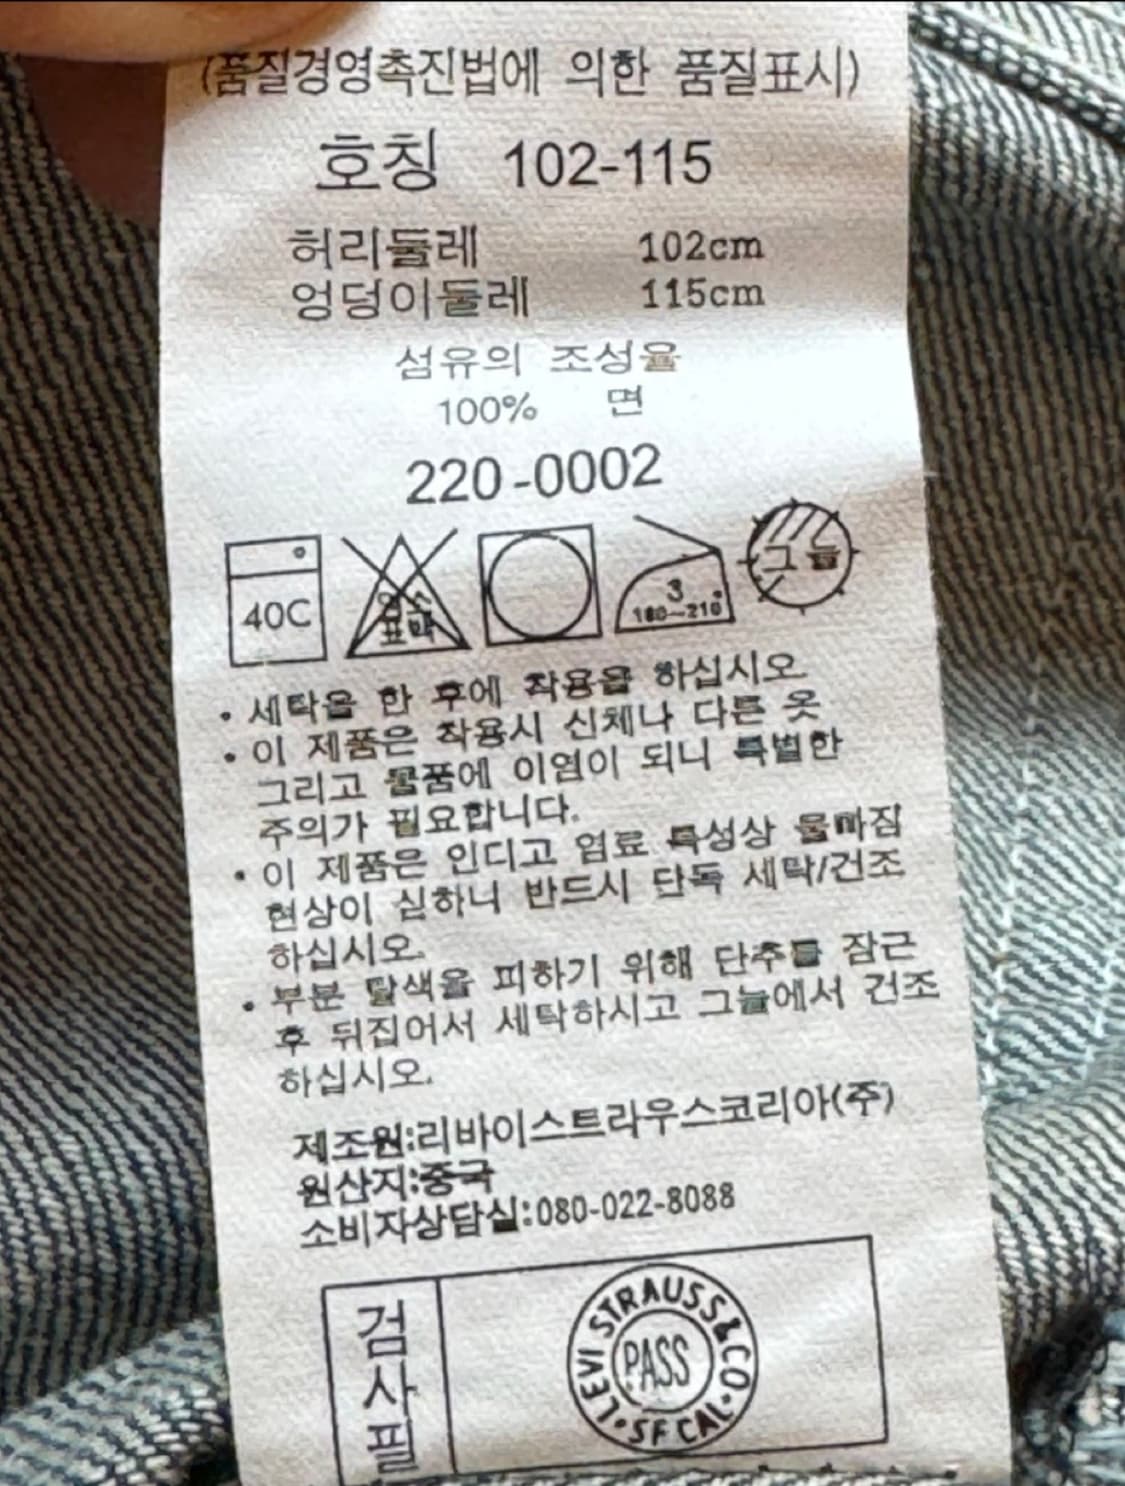 (품질경영촉진법에 의한 품질표시)
호칭 102-115
허리둘레 102cm
엉덩이둘레 115cm
섬유의 조성율
100% 면
220-0002
40C
염소
표백
3
180~210°
그늘
• 세탁을 한 후에 착용을 하십시오.
• 이 제품은 착용시 신체나 다른 옷
그리고 물품에 이염이 되니 특별한
주의가 필요합니다.
• 이 제품은 인디고 염료 특성상 물빠짐
현상이 심하니 반드시 단독 세탁/건조
하십시오.
• 부분 탈색을 피하기 위해 단추를 잠근
후 뒤집어서 세탁하시고 그늘에서 건조
하십시오.
제조원:리바이스트라우스코리아(주)
원산지:중국
소비자상담실:080-022-8088
검사필
LEVI STRAUSS&CO.
PASS
SF CAL